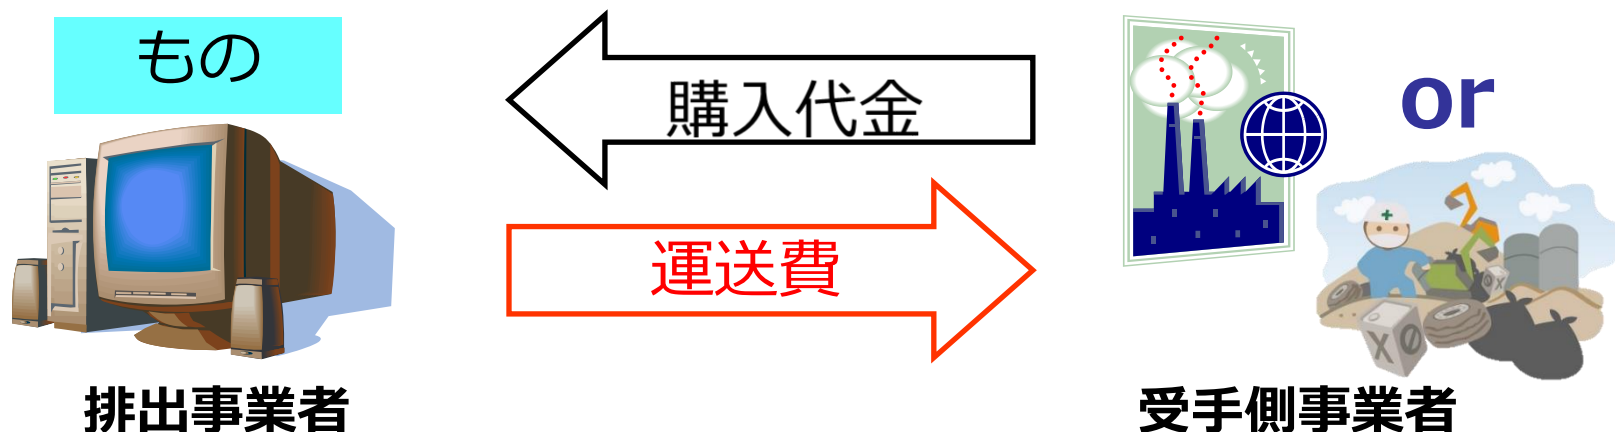 もの
購入代金
運送費
or
排出事業者
受手側事業者